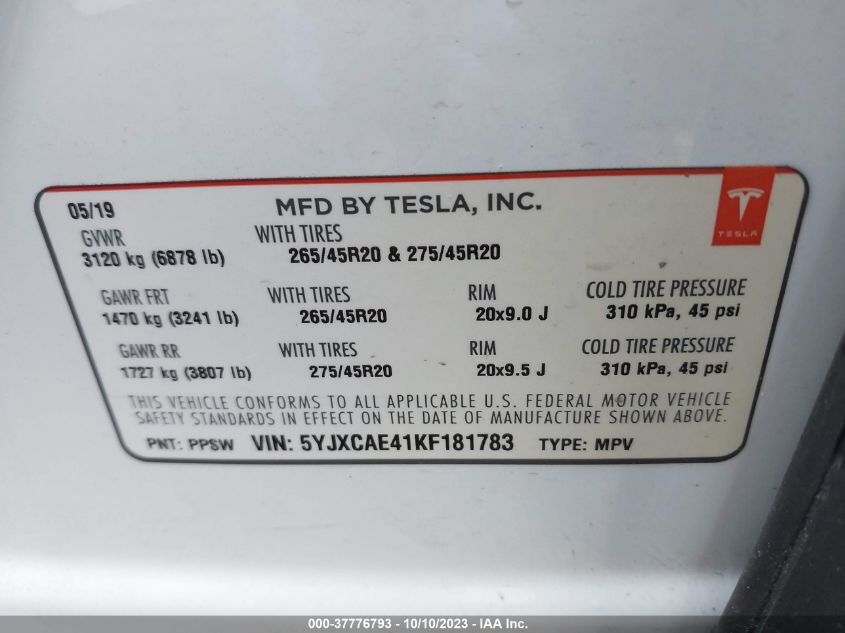 05/19 MFD BY TESLA, INC.
TESLA
GVWR WITH TIRES
3120 kg (6878 lb) 265/45R20 & 275/45R20
GAWR FRT WITH TIRES RIM COLD TIRE PRESSURE
1470 kg (3241 lb) 265/45R20 20x9.0 J 310 kPa, 45 psi
GAWR RR WITH TIRES RIM COLD TIRE PRESSURE
1727 kg (3807 lb) 275/45R20 20x9.5 J 310 kPa, 45 psi
THIS VEHICLE CONFORMS TO ALL APPLICABLE U.S. FEDERAL MOTOR VEHICLE
SAFETY STANDARDS IN EFFECT ON THE DATE OF MANUFACTURE SHOWN ABOVE.
PNT: PPSW VIN: 5YJXCAE41KF181783 TYPE: MPV
000-37776793 - 10/10/2023 - IAA Inc.